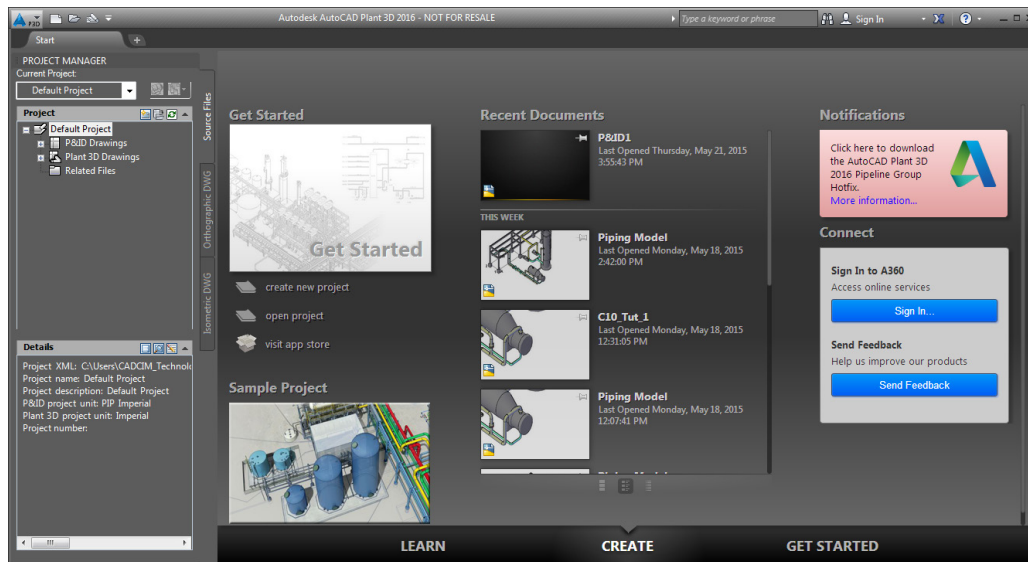 P3D
Autodesk AutoCAD Plant 3D 2016 - NOT FOR RESALE
Type a keyword or phrase
Sign In
Start
PROJECT MANAGER
Current Project:
Default Project
Project
Default Project
P&ID Drawings
Plant 3D Drawings
Related Files
Source Files
Orthographic DWG
Isometric DWG
Details
Project XML: C:\Users\CADCIM_Technolo
Project name: Default Project
Project description: Default Project
P&ID project unit: PIP Imperial
Plant 3D project unit: Imperial
Project number:
Get Started
Get Started
create new project
open project
visit app store
Sample Project
Recent Documents
P&ID1
Last Opened Thursday, May 21, 2015
3:55:43 PM
THIS WEEK
Piping Model
Last Opened Monday, May 18, 2015
2:42:00 PM
C10_Tut_1
Last Opened Monday, May 18, 2015
12:31:05 PM
Piping Model
Last Opened Monday, May 18, 2015
12:07:41 PM
Notifications
Click here to download
the AutoCAD Plant 3D
2016 Pipeline Group
Hotfix.
More information...
Connect
Sign In to A360
Access online services
Sign In...
Send Feedback
Help us improve our products
Send Feedback
LEARN
CREATE
GET STARTED